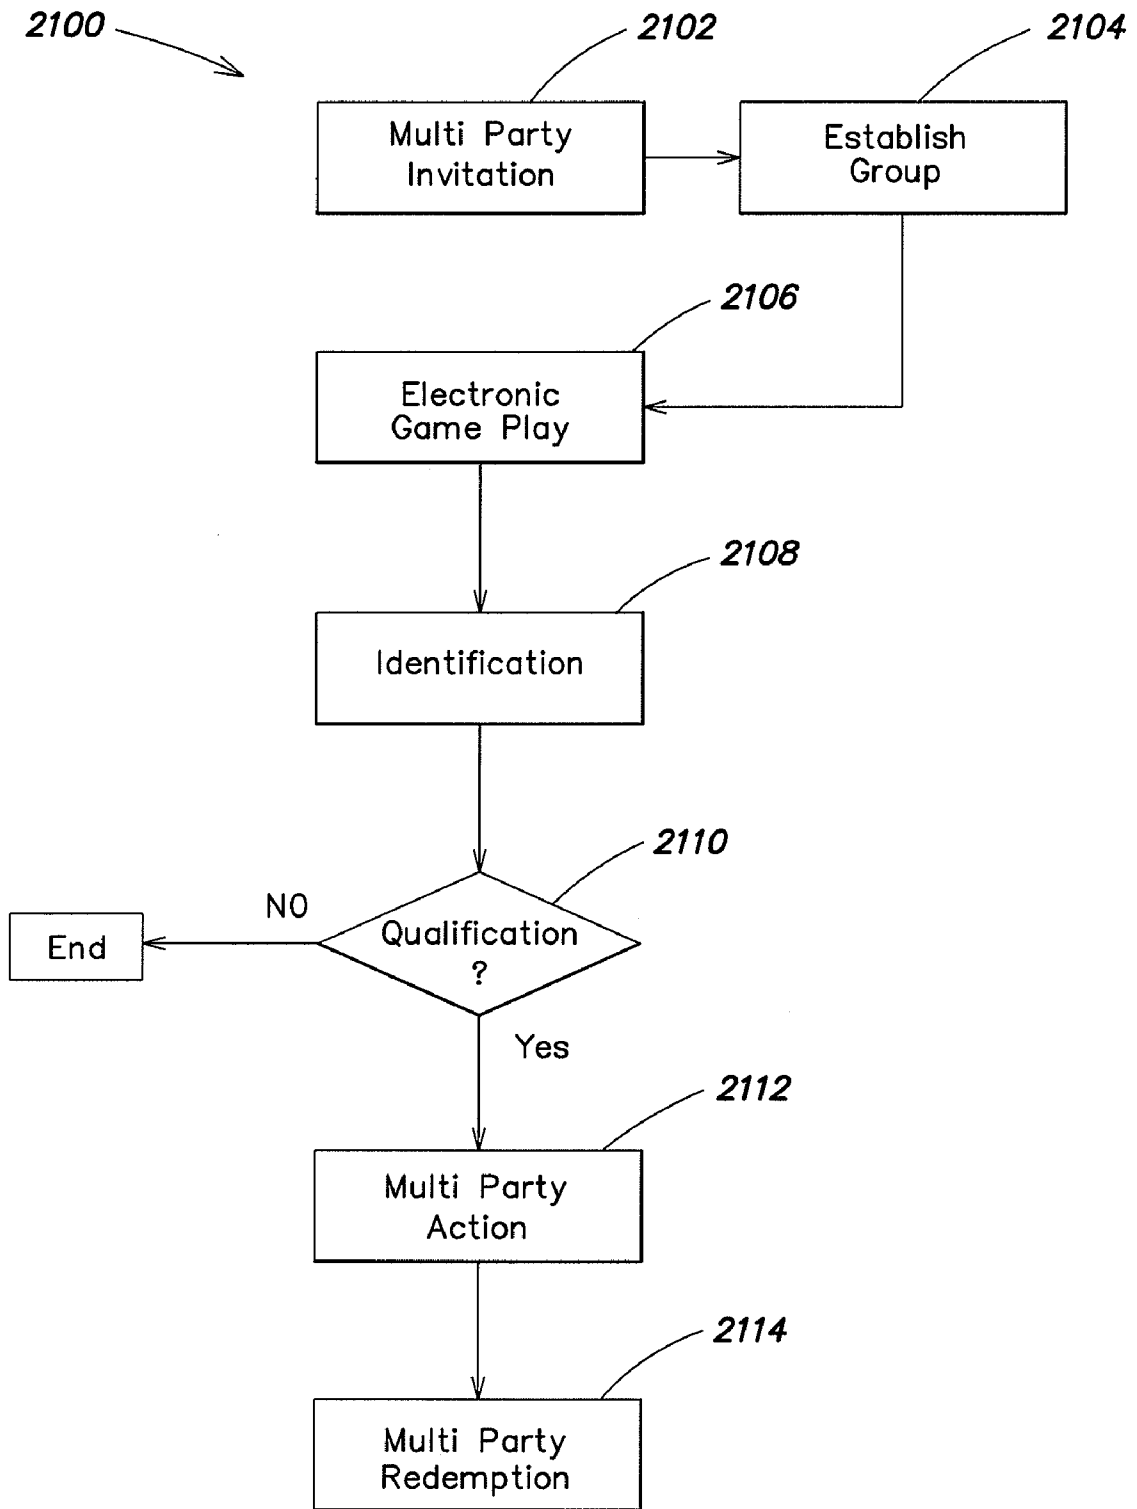 2100
2102
2104
Multi Party
Invitation
Establish
Group
2106
Electronic
Game Play
2108
Identification
2110
NO
End
Qualification
?
Yes
2112
Multi Party
Action
2114
Multi Party
Redemption